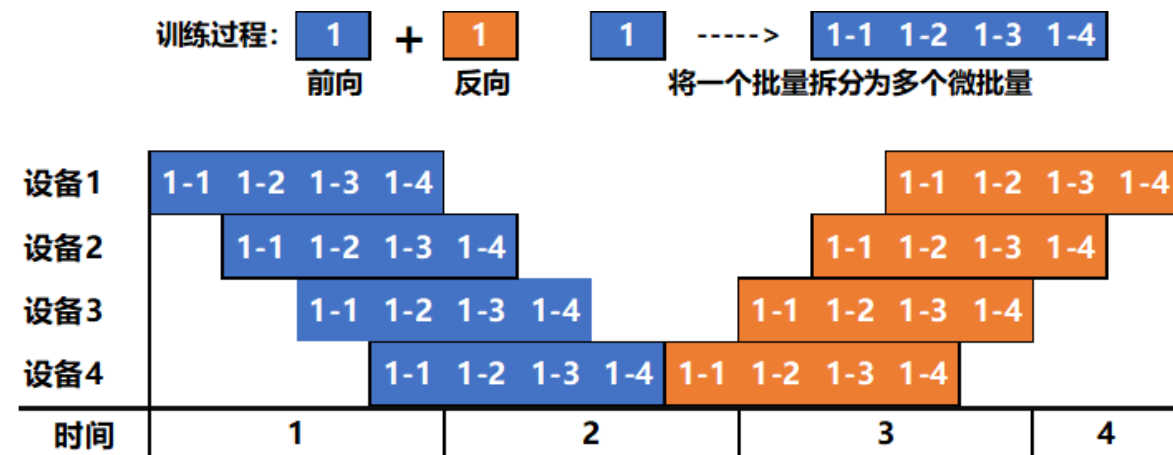 训练过程: 1 + 1 1 -----> 1-1 1-2 1-3 1-4
前向 反向 将一个批量拆分为多个微批量
设备1 1-1 1-2 1-3 1-4 1-1 1-2 1-3 1-4
设备2 1-1 1-2 1-3 1-4 1-1 1-2 1-3 1-4
设备3 1-1 1-2 1-3 1-4 1-1 1-2 1-3 1-4
设备4 1-1 1-2 1-3 1-4 1-1 1-2 1-3 1-4
时间 1 2 3 4